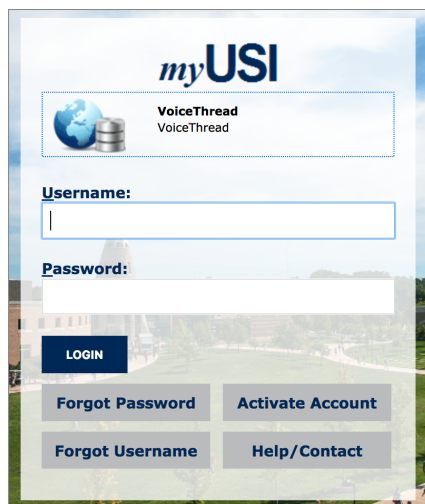 myUSI
VoiceThread
VoiceThread
Username:
Password:
LOGIN
Forgot Password
Activate Account
Forgot Username
Help/Contact